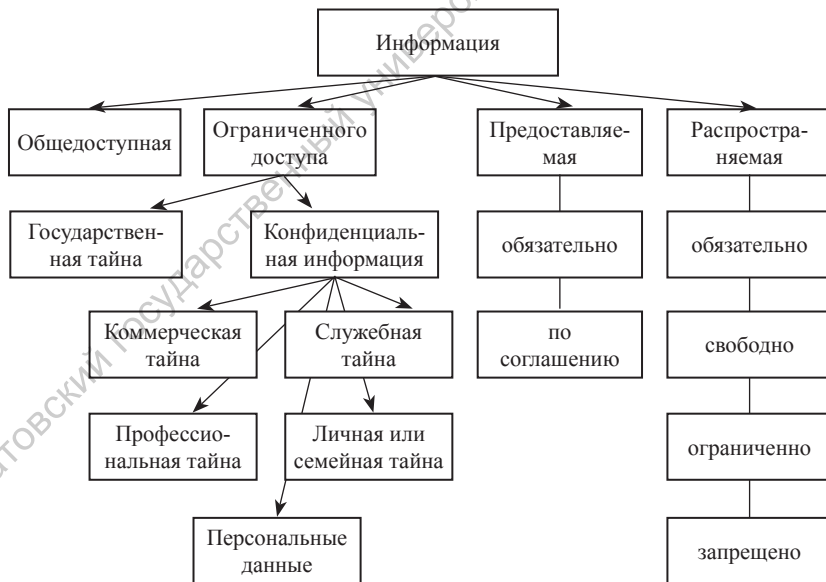 Информация
Общедоступная
Ограниченного
доступа
Предоставляе-
мая
Распростра-
няемая
Государствен-
ная тайна
Конфиденциаль-
ная информация
обязательно
обязательно
Коммерческая
тайна
Служебная
тайна
по
соглашению
свободно
Профессио-
нальная тайна
Личная или
семейная тайна
ограниченно
Персональные
данные
запрещено
государственный